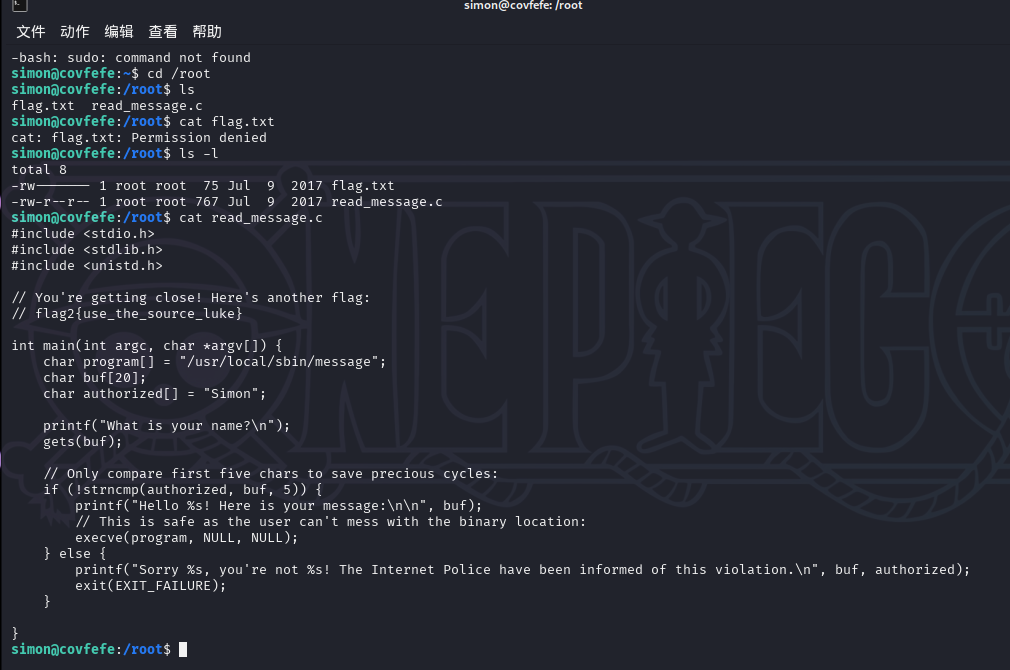 simon@covfefe: /root
文件 动作 编辑 查看 帮助
-bash: sudo: command not found
simon@covfefe:~$ cd /root
simon@covfefe:/root$ ls
flag.txt  read_message.c
simon@covfefe:/root$ cat flag.txt
cat: flag.txt: Permission denied
simon@covfefe:/root$ ls -l
total 8
-rw------- 1 root root  75 Jul  9  2017 flag.txt
-rw-r--r-- 1 root root 767 Jul  9  2017 read_message.c
simon@covfefe:/root$ cat read_message.c
#include <stdio.h>
#include <stdlib.h>
#include <unistd.h>

// You're getting close! Here's another flag:
// flag2{use_the_source_luke}

int main(int argc, char *argv[]) {
    char program[] = "/usr/local/sbin/message";
    char buf[20];
    char authorized[] = "Simon";

    printf("What is your name?\n");
    gets(buf);

    // Only compare first five chars to save precious cycles:
    if (!strncmp(authorized, buf, 5)) {
        printf("Hello %s! Here is your message:\n\n", buf);
        // This is safe as the user can't mess with the binary location:
        execve(program, NULL, NULL);
    } else {
        printf("Sorry %s, you're not %s! The Internet Police have been informed of this violation.\n", buf, authorized);
        exit(EXIT_FAILURE);
    }

}
simon@covfefe:/root$
NEPIEC